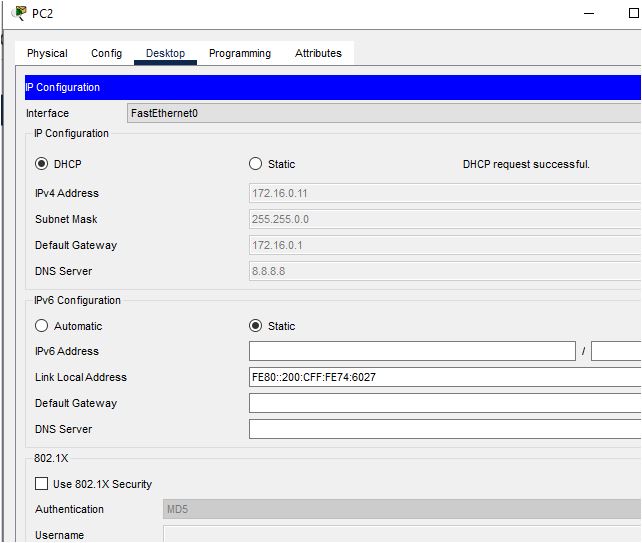 PC2
Physical Config Desktop Programming Attributes
IP Configuration
Interface FastEthernet0
IP Configuration
DHCP Static DHCP request successful.
IPv4 Address 172.16.0.11
Subnet Mask 255.255.0.0
Default Gateway 172.16.0.1
DNS Server 8.8.8.8
IPv6 Configuration
Automatic Static
IPv6 Address /
Link Local Address FE80::200:CFF:FE74:6027
Default Gateway
DNS Server
802.1X
Use 802.1X Security
Authentication MD5
Username